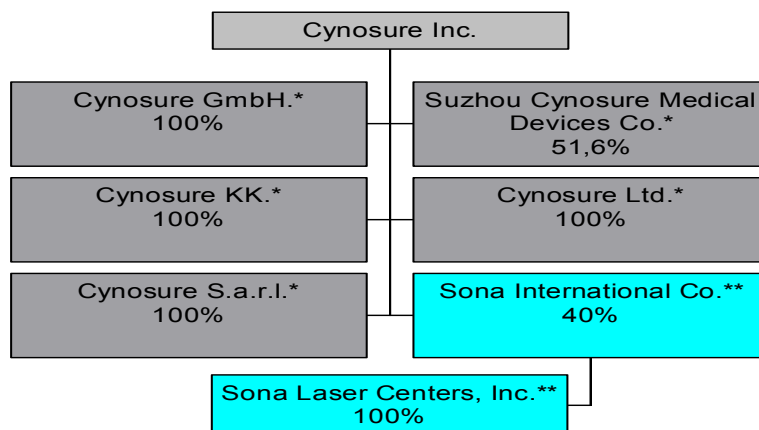 Cynosure Inc.
Cynosure GmbH.*
100%
Suzhou Cynosure Medical
Devices Co.*
51,6%
Cynosure KK.*
100%
Cynosure Ltd.*
100%
Cynosure S.a.r.l.*
100%
Sona International Co.**
40%
Sona Laser Centers, Inc.**
100%